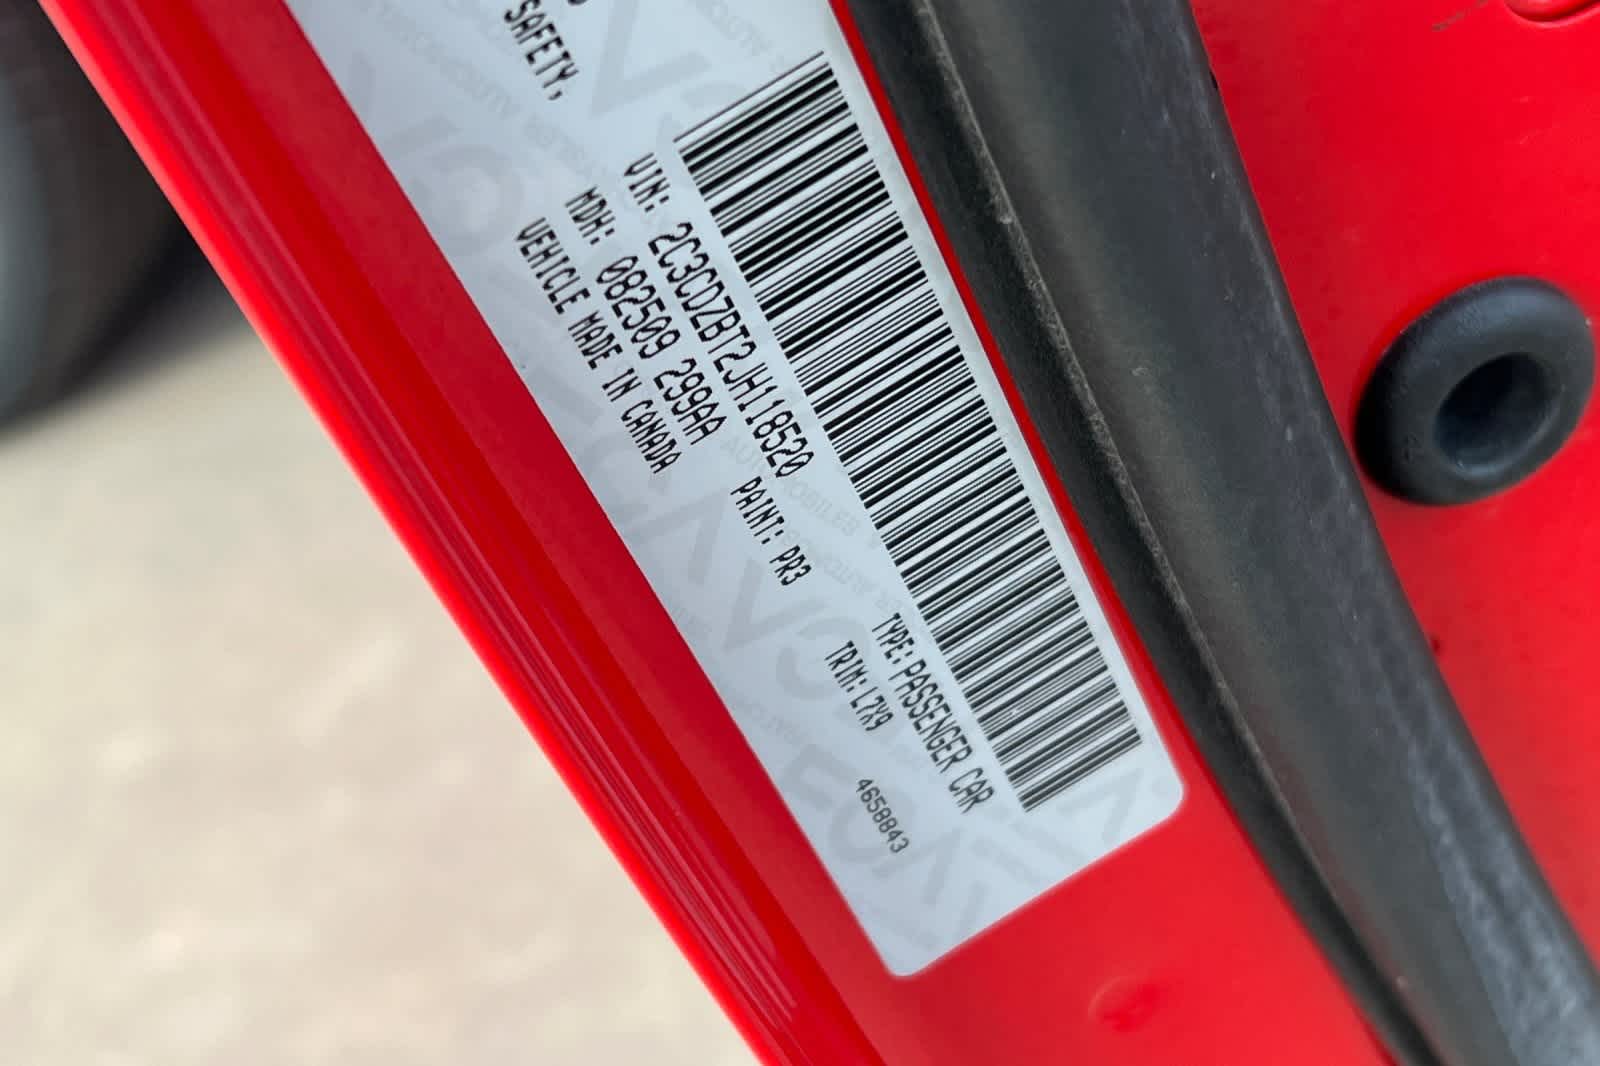 SAFETY,
VIN: 2C3CDZBT2JH118520
MDH: 082509 299AA
VEHICLE MADE IN CANADA
PAINT: PR3
TYPE: PASSENGER CAR
TRIM: L7X9
4658843